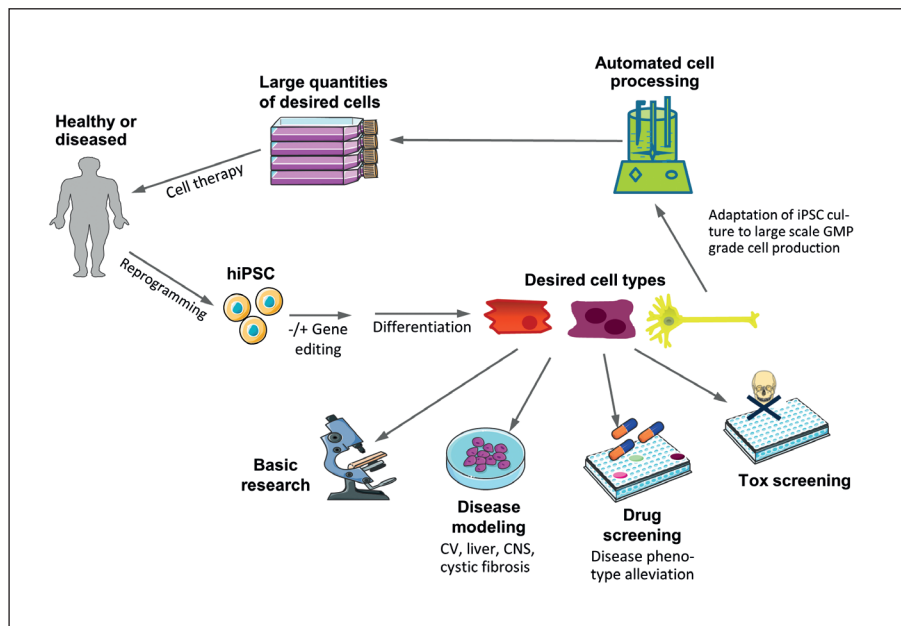 Automated cell
processing
Large quantities
of desired cells
Healthy or
diseased
Cell therapy
Adaptation of iPSC cul-
ture to large scale GMP
grade cell production
Reprogramming
hiPSC
-/+ Gene
editing
Differentiation
Desired cell types
Basic
research
Disease
modeling
CV, liver, CNS,
cystic fibrosis
Drug
screening
Disease pheno-
type alleviation
Tox screening